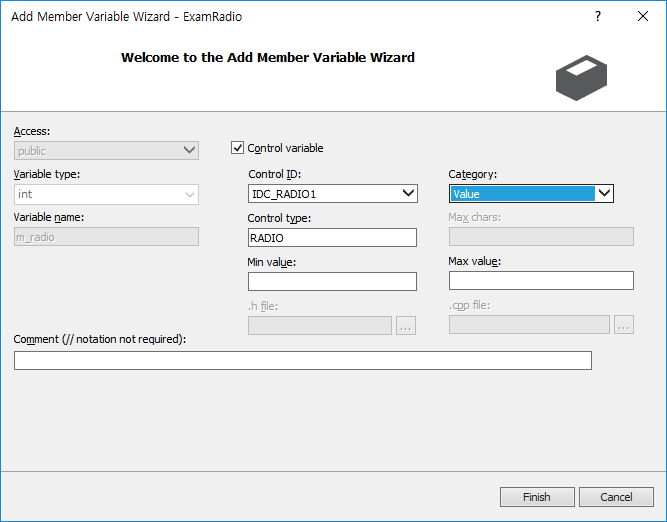 Add Member Variable Wizard - ExamRadio
?
Welcome to the Add Member Variable Wizard
Access:
public
Control variable
Variable type:
int
Control ID:
IDC_RADIO1
Category:
Value
Variable name:
m_radio
Control type:
RADIO
Max chars:
Min value:
Max value:
.h file:
...
.cpp file:
...
Comment (// notation not required):
Finish
Cancel